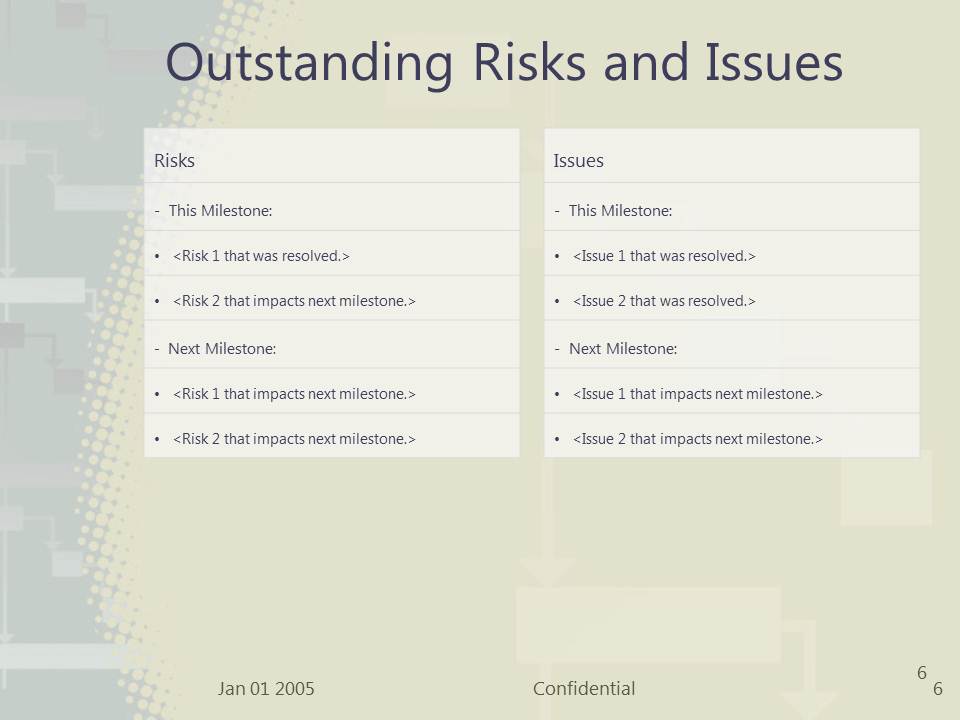 Outstanding Risks and Issues
Risks
- This Milestone:
• <Risk 1 that was resolved.>
• <Risk 2 that impacts next milestone.>
- Next Milestone:
• <Risk 1 that impacts next milestone.>
• <Risk 2 that impacts next milestone.>
Issues
- This Milestone:
• <Issue 1 that was resolved.>
• <Issue 2 that was resolved.>
- Next Milestone:
• <Issue 1 that impacts next milestone.>
• <Issue 2 that impacts next milestone.>
Jan 01 2005
Confidential
6
6